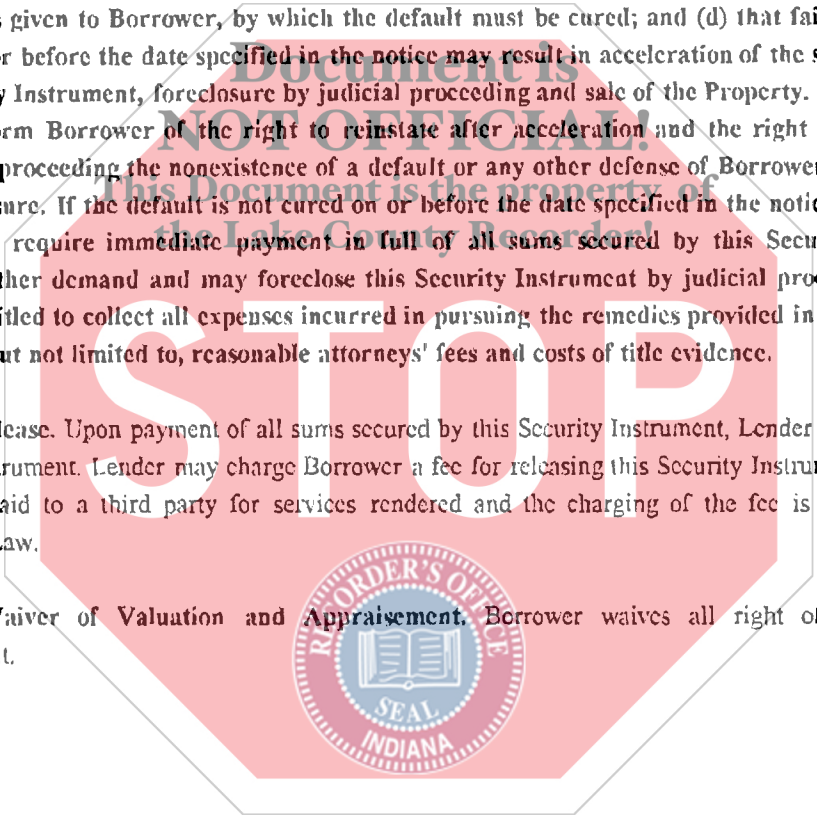 s given to Borrower, by which the default must be cured; and (d) that fai
r before the date specified in the notice may result in acceleration of the s
y Instrument, foreclosure by judicial proceeding and sale of the Property.
orm Borrower of the right to reinstate after acceleration and the right
proceeding the nonexistence of a default or any other defense of Borrower
sure. If the default is not cured on or before the date specified in the notic
require immediate payment in full of all sums secured by this Secu
ther demand and may foreclose this Security Instrument by judicial pro
itled to collect all expenses incurred in pursuing the remedies provided in
ut not limited to, reasonable attorneys' fees and costs of title evidence.
lease. Upon payment of all sums secured by this Security Instrument, Lender
rument. Lender may charge Borrower a fee for releasing this Security Instru
aid to a third party for services rendered and the charging of the fee is
Law.
Waiver of Valuation and Appraisement. Borrower waives all right o
t.
Document is
NOT OFFICIAL!
This Document is the property of
the Lake County Recorder!
STOP
RECORDER'S OFFICE
SEAL
INDIANA